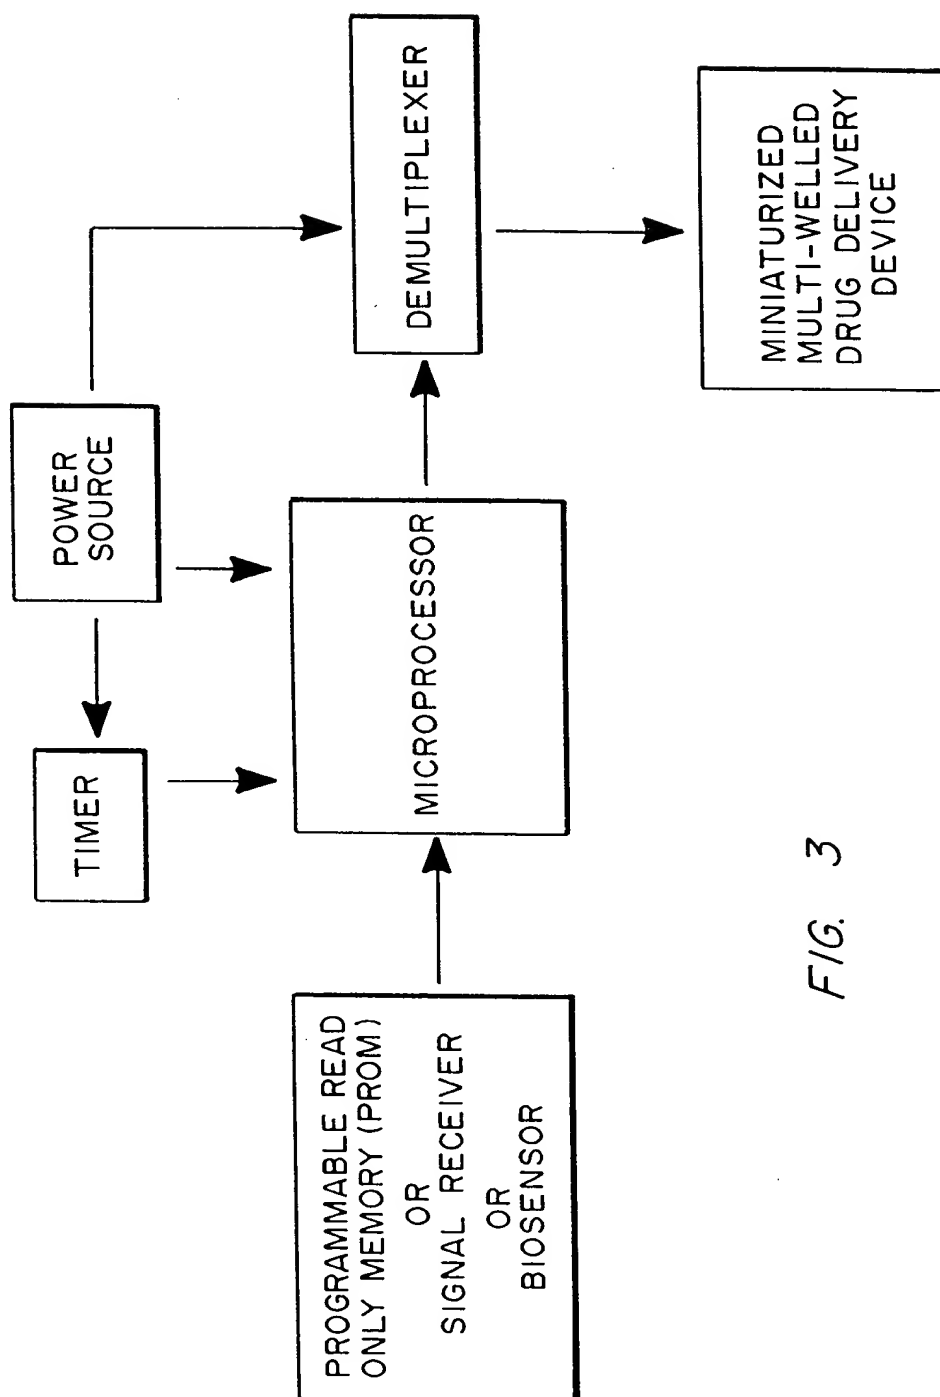 TIMER
POWER
SOURCE
PROGRAMMABLE READ
ONLY MEMORY (PROM)
OR
SIGNAL RECEIVER
OR
BIOSENSOR
MICROPROCESSOR
DEMULTIPLEXER
MINIATURIZED
MULTI-WELLED
DRUG DELIVERY
DEVICE
FIG. 3